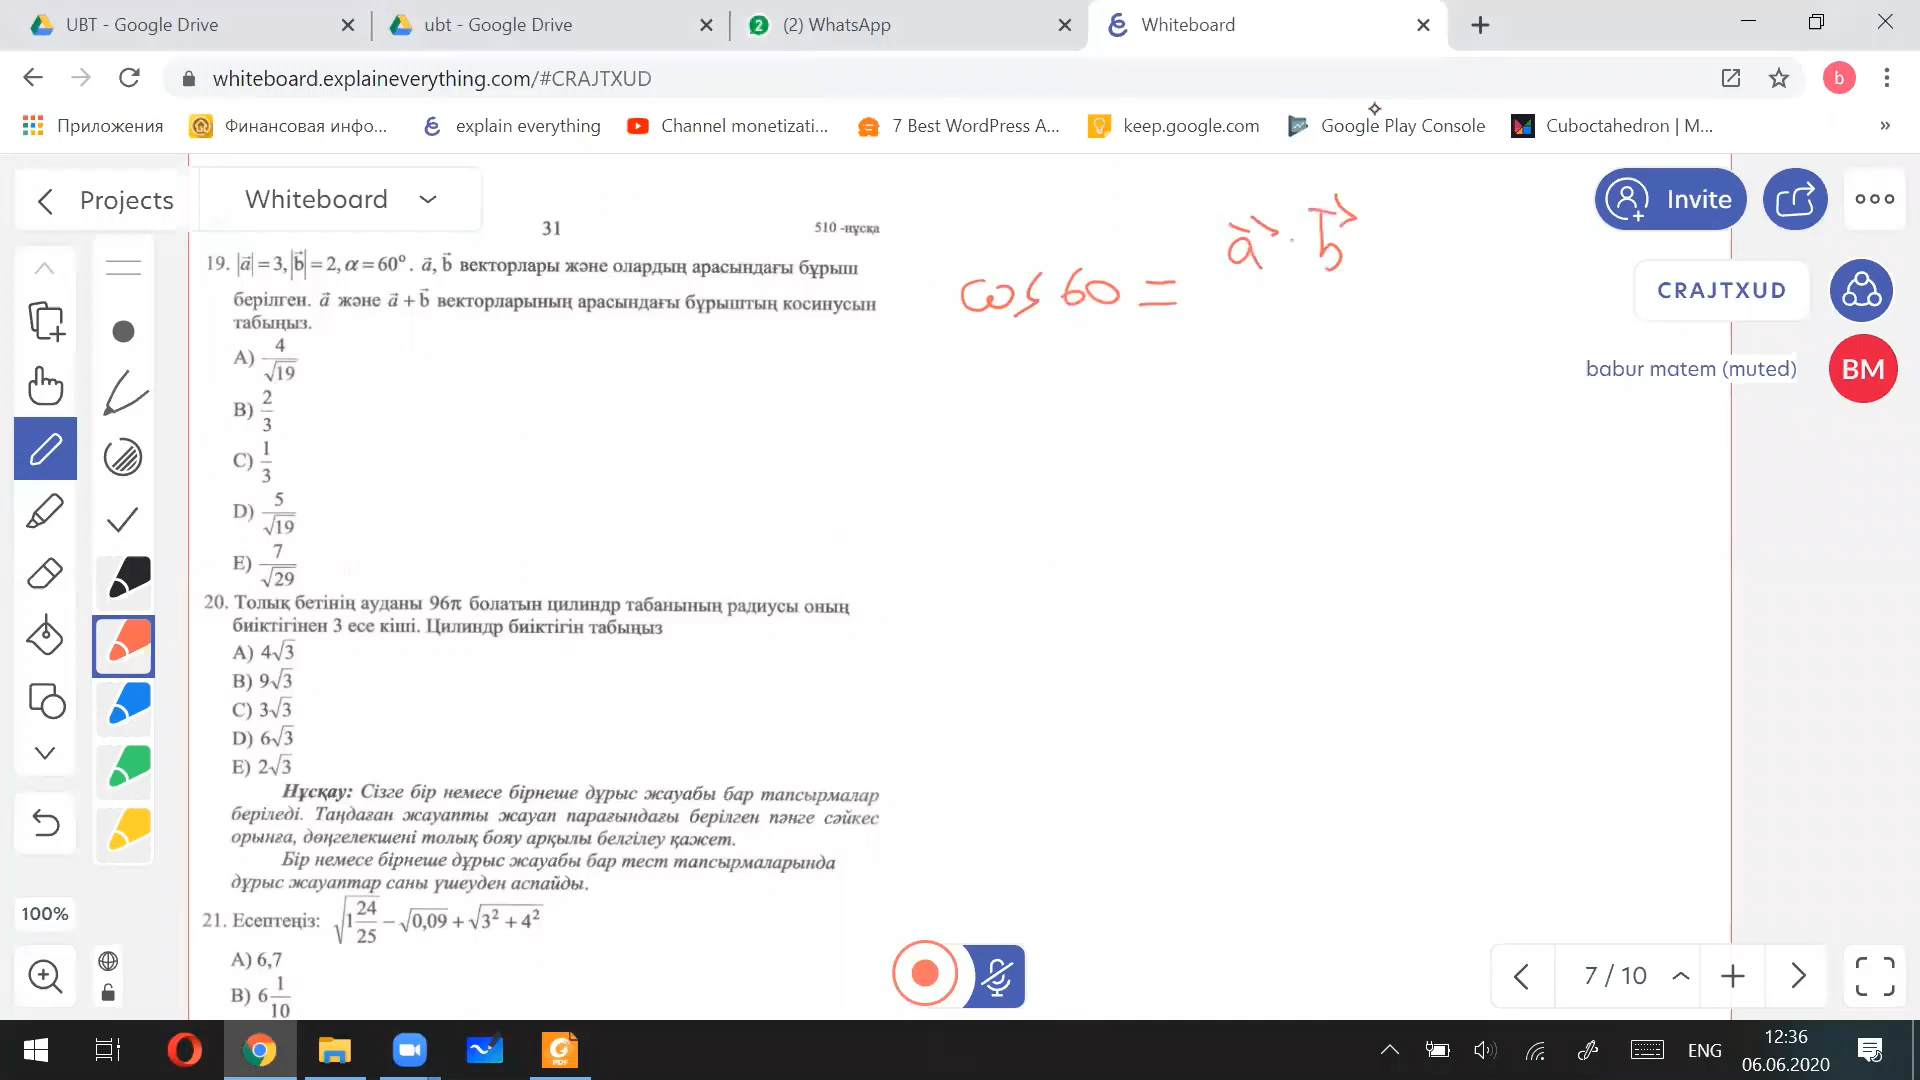 UBT - Google Drive
ubt - Google Drive
(2) WhatsApp
Whiteboard
whiteboard.explaineverything.com/#CRAJTXUD
b
Приложения
Финансовая инфо...
explain everything
Channel monetizati...
7 Best WordPress A...
keep.google.com
Google Play Console
Cuboctahedron | M...
»
Projects
Whiteboard
Invite
CRAJTXUD
babur matem (muted)
BM
31
510 -нұсқа
19. |a⃗| = 3, |b⃗| = 2, α = 60°. a⃗, b⃗ векторлары және олардың арасындағы бұрыш
берілген. a⃗ және a⃗ + b⃗ векторларының арасындағы бұрыштың косинусын
табыңыз.
A) 4/√19
B) 2/3
C) 1/3
D) 5/√19
E) 7/√29
20. Толық бетінің ауданы 96π болатын цилиндр табанының радиусы оның
биіктігінен 3 есе кіші. Цилиндр биіктігін табыңыз
A) 4√3
B) 9√3
C) 3√3
D) 6√3
E) 2√3
Нұсқау: Сізге бір немесе бірнеше дұрыс жауабы бар тапсырмалар
беріледі. Таңдаған жауапты жауап парағындағы берілген пәнге сәйкес
орынға, дөңгелекшені толық бояу арқылы белгілеу қажет.
Бір немесе бірнеше дұрыс жауабы бар тест тапсырмаларында
дұрыс жауаптар саны үшеуден аспайды.
21. Есептеңіз: √(1 24/25) − √0,09 + √(3² + 4²)
A) 6,7
B) 6 1/10
cos 60 = a⃗ · b⃗
100%
7 / 10
ENG
12:36
06.06.2020